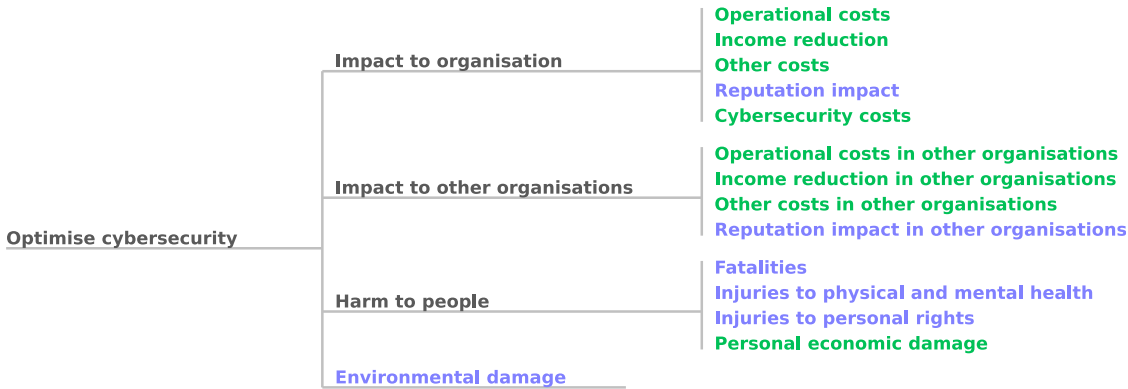 Optimise cybersecurity
Impact to organisation
Operational costs
Income reduction
Other costs
Reputation impact
Cybersecurity costs
Impact to other organisations
Operational costs in other organisations
Income reduction in other organisations
Other costs in other organisations
Reputation impact in other organisations
Harm to people
Fatalities
Injuries to physical and mental health
Injuries to personal rights
Personal economic damage
Environmental damage